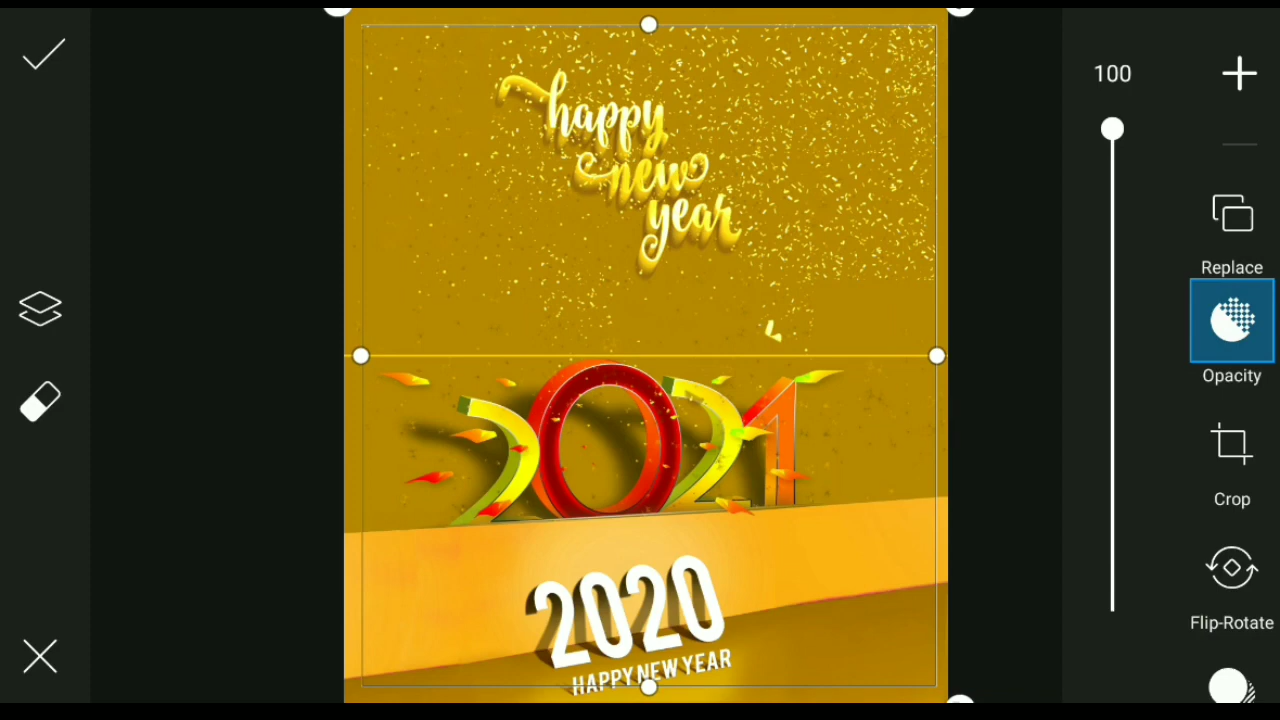 100
happy
new
year
Replace
Opacity
2021
Crop
2020
HAPPY NEW YEAR
Flip-Rotate